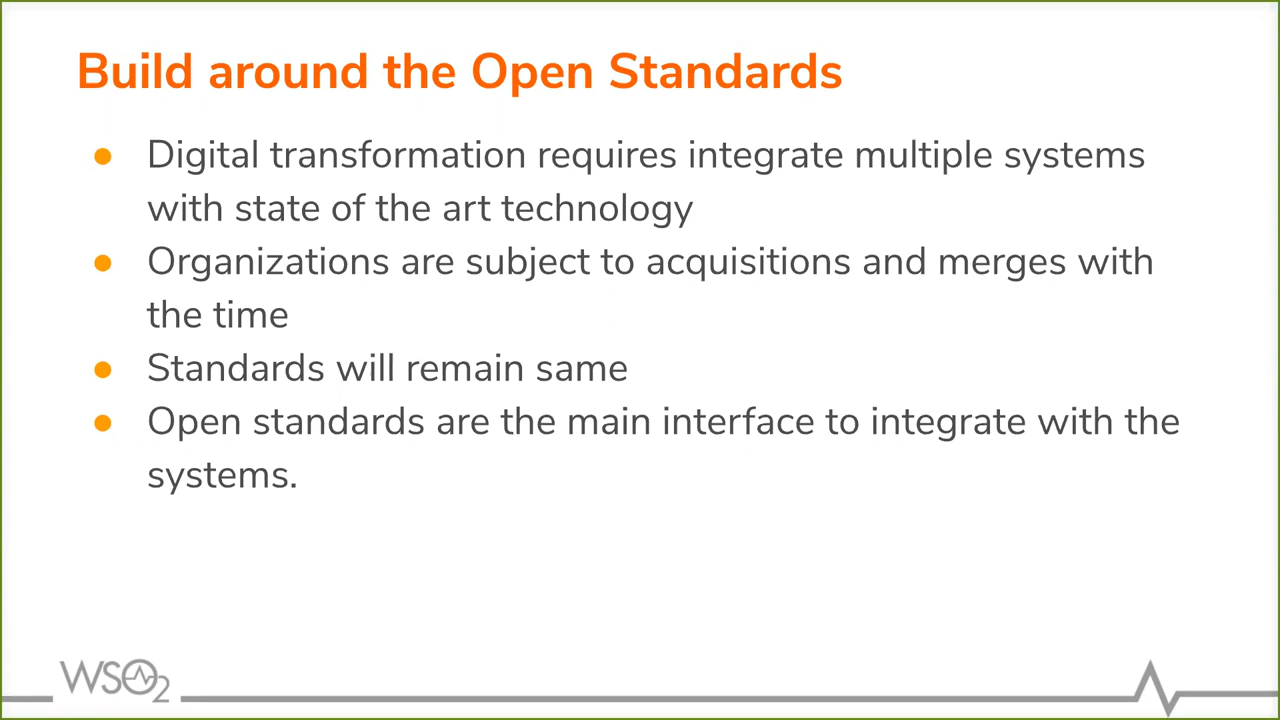 Build around the Open Standards
● Digital transformation requires integrate multiple systems
with state of the art technology
● Organizations are subject to acquisitions and merges with
the time
● Standards will remain same
● Open standards are the main interface to integrate with the
systems.
WSO2